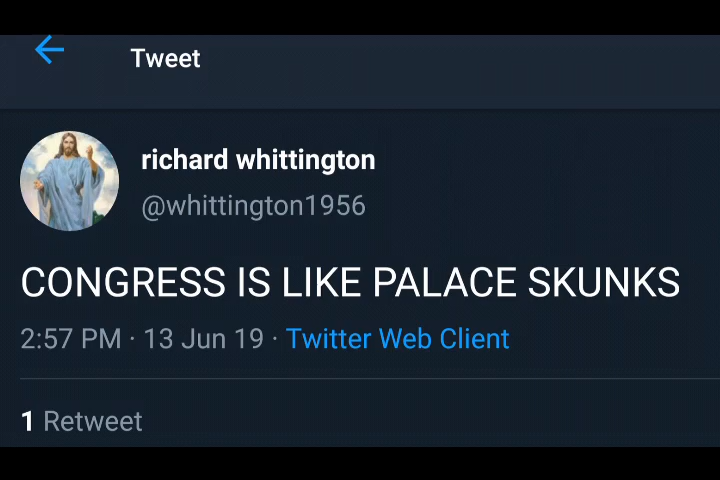 Tweet
richard whittington
@whittington1956
CONGRESS IS LIKE PALACE SKUNKS
2:57 PM · 13 Jun 19 · Twitter Web Client
1 Retweet